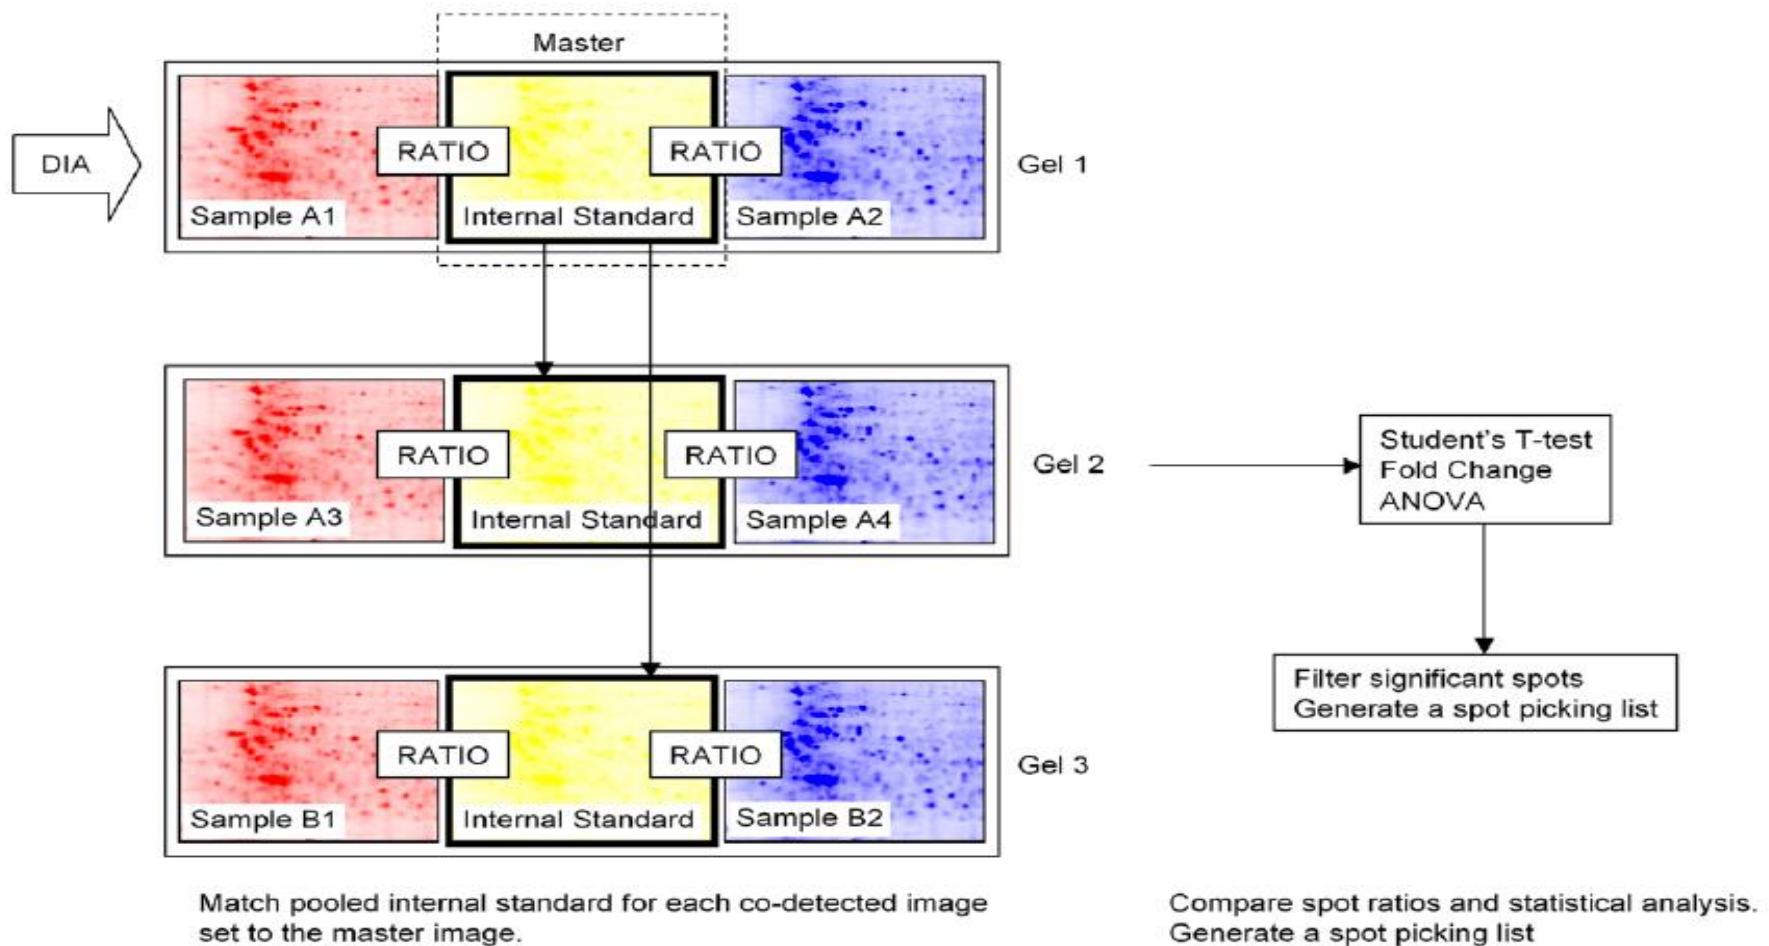 Master
DIA
RATIO
RATIO
Sample A1
Internal Standard
Sample A2
Gel 1
RATIO
RATIO
Sample A3
Internal Standard
Sample A4
Gel 2
Student's T-test
Fold Change
ANOVA
RATIO
RATIO
Sample B1
Internal Standard
Sample B2
Gel 3
Filter significant spots
Generate a spot picking list
Match pooled internal standard for each co-detected image
set to the master image.
Compare spot ratios and statistical analysis.
Generate a spot picking list